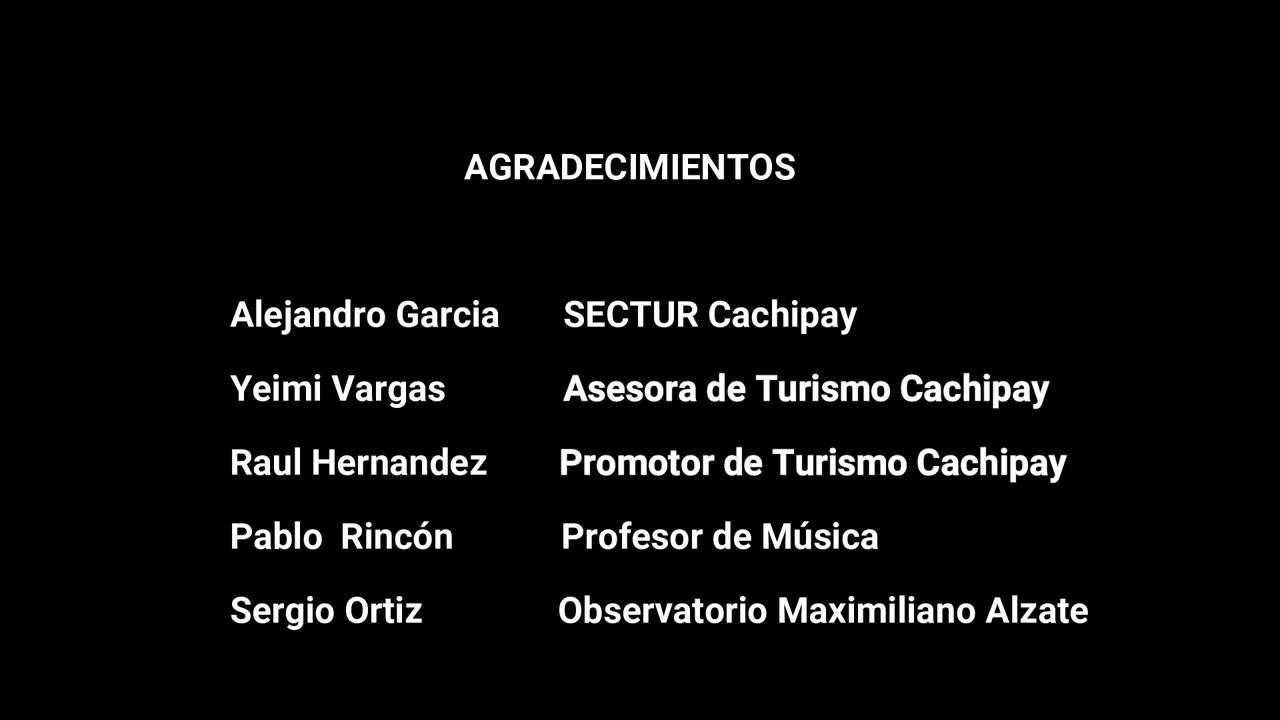 AGRADECIMIENTOS
Alejandro Garcia SECTUR Cachipay
Yeimi Vargas Asesora de Turismo Cachipay
Raul Hernandez Promotor de Turismo Cachipay
Pablo Rincón Profesor de Música
Sergio Ortiz Observatorio Maximiliano Alzate